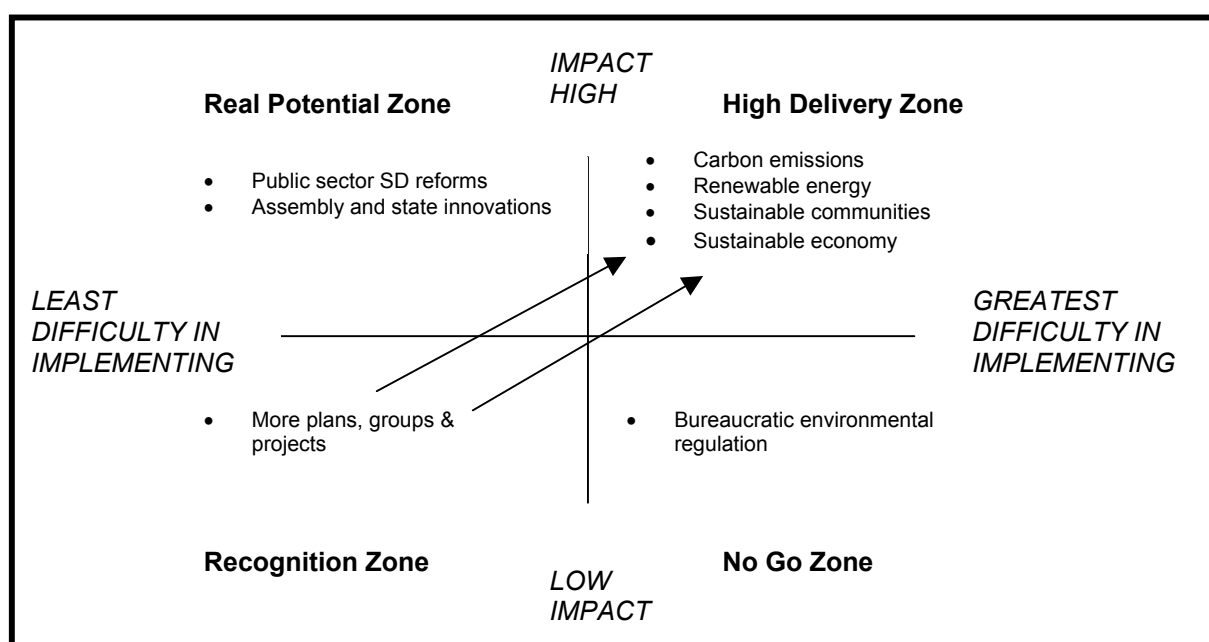 IMPACT
HIGH
Real Potential Zone
High Delivery Zone
• Public sector SD reforms
• Assembly and state innovations
• Carbon emissions
• Renewable energy
• Sustainable communities
• Sustainable economy
LEAST
DIFFICULTY IN
IMPLEMENTING
GREATEST
DIFFICULTY IN
IMPLEMENTING
• More plans, groups &
projects
• Bureaucratic environmental
regulation
Recognition Zone
No Go Zone
LOW
IMPACT